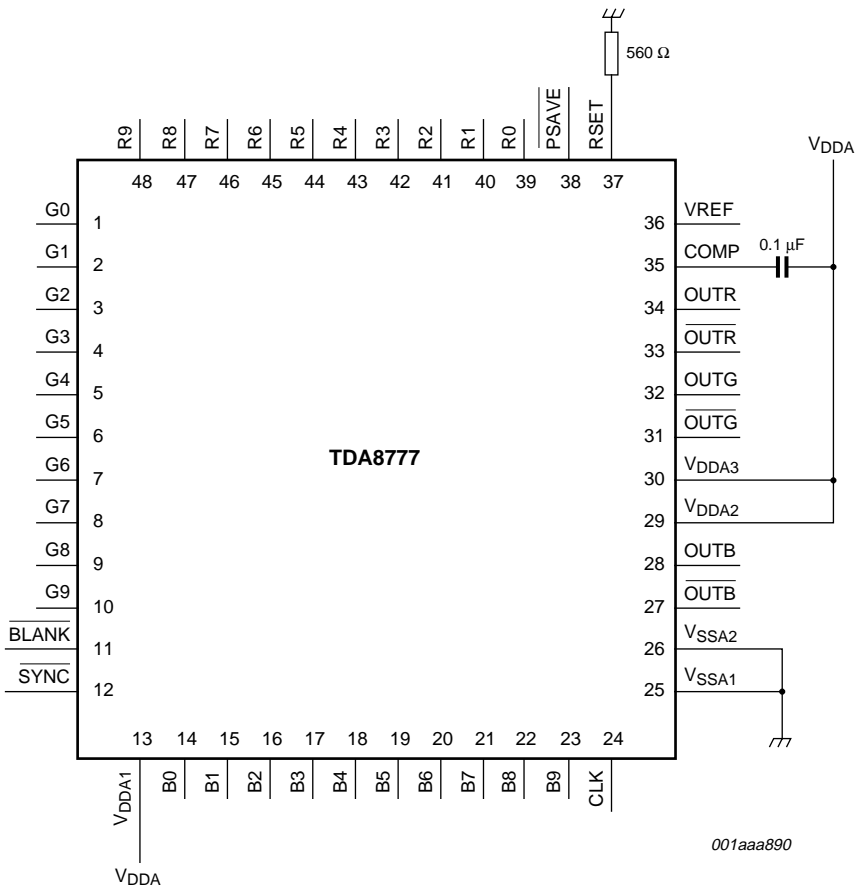 560 Ω
R9 R8 R7 R6 R5 R4 R3 R2 R1 R0 PSAVE RSET
48 47 46 45 44 43 42 41 40 39 38 37
VDDA
G0 1
G1 2
G2 3
G3 4
G4 5
G5 6
G6 7
G7 8
G8 9
G9 10
BLANK 11
SYNC 12
TDA8777
36 VREF
35 COMP 0.1 μF
34 OUTR
33 OUTR
32 OUTG
31 OUTG
30 VDDA3
29 VDDA2
28 OUTB
27 OUTB
26 VSSA2
25 VSSA1
13 14 15 16 17 18 19 20 21 22 23 24
VDDA1 B0 B1 B2 B3 B4 B5 B6 B7 B8 B9 CLK
VDDA
001aaa890